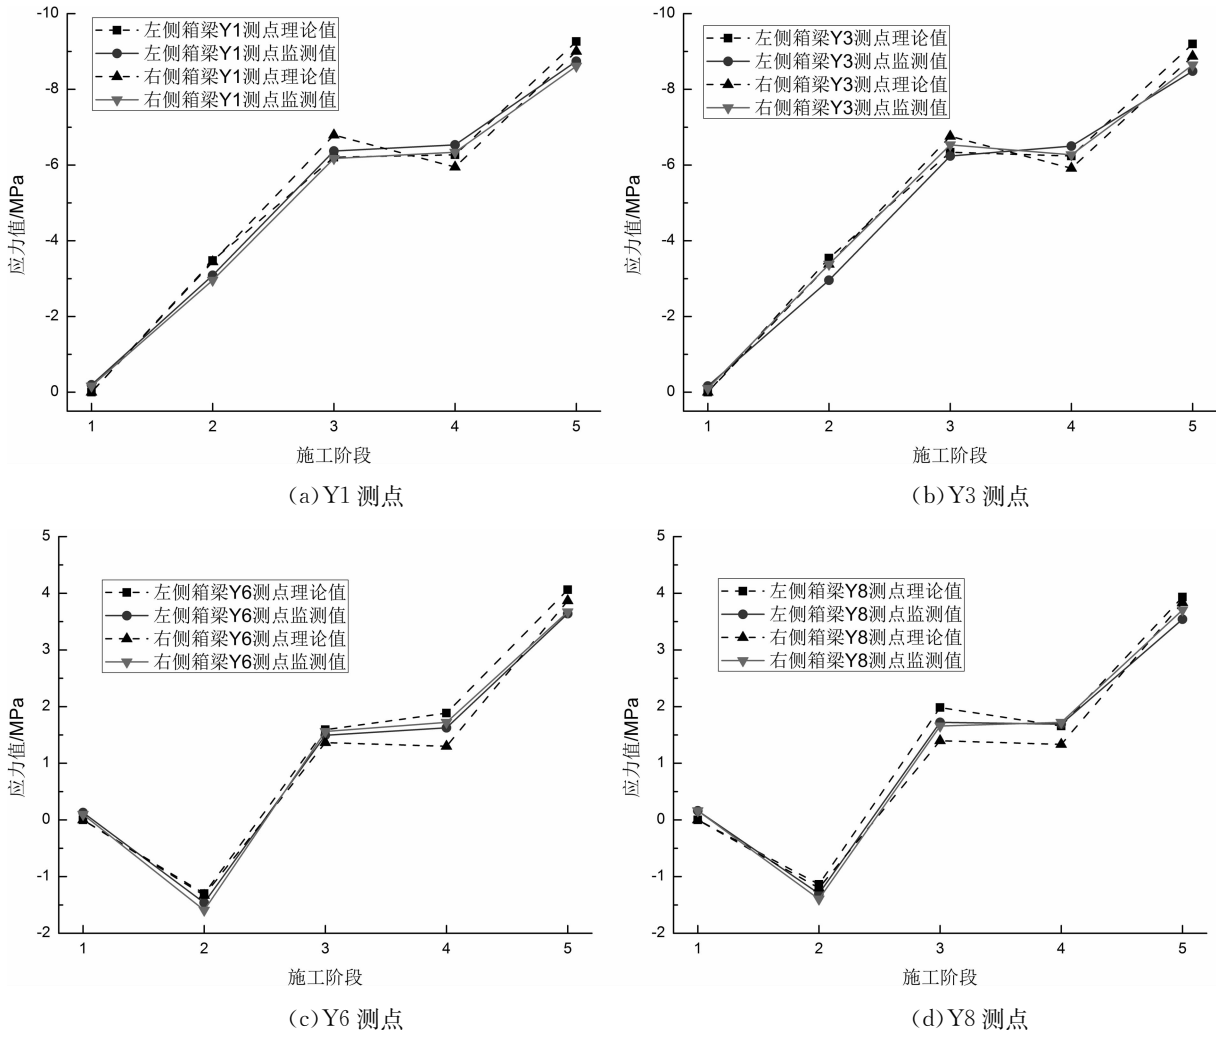 -10
-8
-6
-4
-2
0
应力值/MPa
左侧箱梁Y1测点理论值
左侧箱梁Y1测点监测值
右侧箱梁Y1测点理论值
右侧箱梁Y1测点监测值
1 2 3 4 5
施工阶段
(a)Y1 测点
-10
-8
-6
-4
-2
0
应力值/MPa
左侧箱梁Y3测点理论值
左侧箱梁Y3测点监测值
右侧箱梁Y3测点理论值
右侧箱梁Y3测点监测值
1 2 3 4 5
施工阶段
(b)Y3 测点
5
4
3
2
1
0
-1
-2
应力值/MPa
左侧箱梁Y6测点理论值
左侧箱梁Y6测点监测值
右侧箱梁Y6测点理论值
右侧箱梁Y6测点监测值
1 2 3 4 5
施工阶段
(c)Y6 测点
5
4
3
2
1
0
-1
-2
应力值/MPa
左侧箱梁Y8测点理论值
左侧箱梁Y8测点监测值
右侧箱梁Y8测点理论值
右侧箱梁Y8测点监测值
1 2 3 4 5
施工阶段
(d)Y8 测点